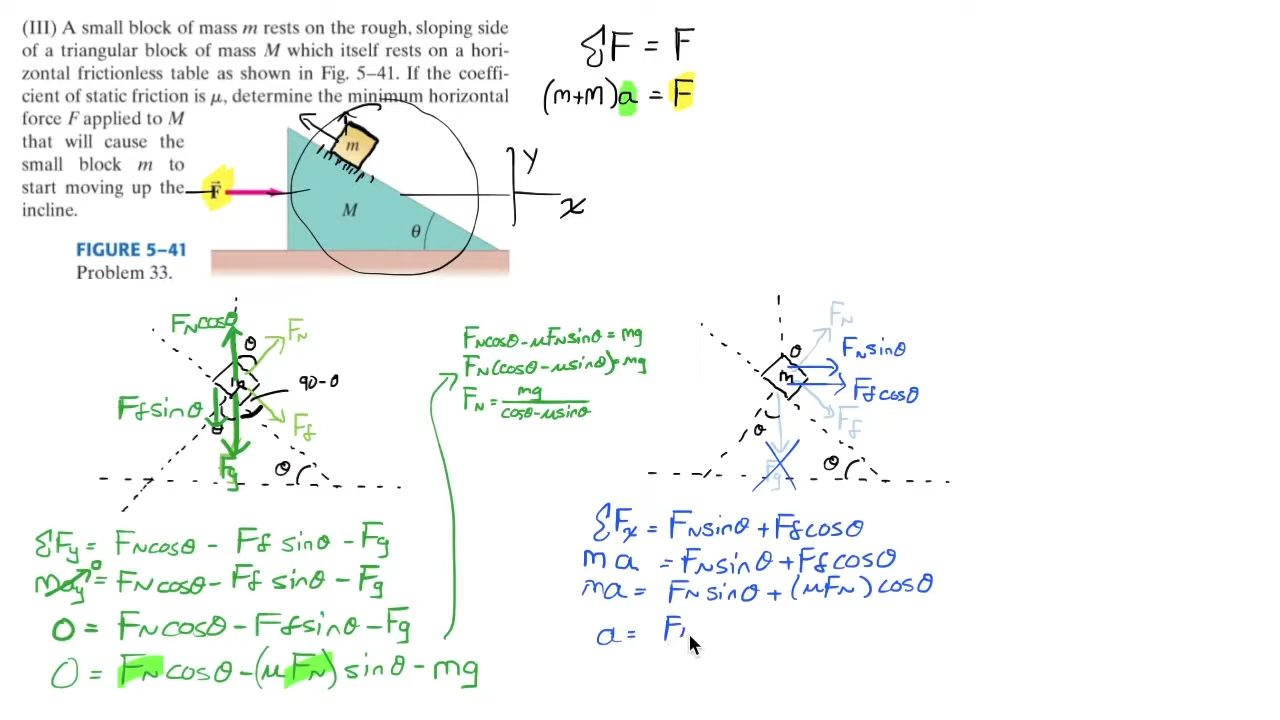 (III) A small block of mass m rests on the rough, sloping side
of a triangular block of mass M which itself rests on a hori-
zontal frictionless table as shown in Fig. 5–41. If the coeffi-
cient of static friction is μ, determine the minimum horizontal
force F applied to M
that will cause the
small block m to
start moving up the
incline.
FIGURE 5–41
Problem 33.
F
m
M
θ
y
x
ΣF = F
(m+M)a = F
FNcosθ
θ
FN
m
90-θ
Ffsinθ
Ff
θ
Fg
θ
FNcosθ - μFNsinθ = mg
FN(cosθ - μsinθ) = mg
FN = mg
cosθ - μsinθ
θ
FN
FNsinθ
m
Ffcosθ
Ff
θ
Fg
θ
ΣFy = FNcosθ - Ff sinθ - Fg
may 0 = FNcosθ - Ff sinθ - Fg
0 = FNcosθ - Ffsinθ - Fg
0 = FN cosθ - (μFN) sinθ - mg
ΣFx = FNsinθ + Ffcosθ
ma = FNsinθ + Ffcosθ
ma = FN sinθ + (μFN) cosθ
a = F